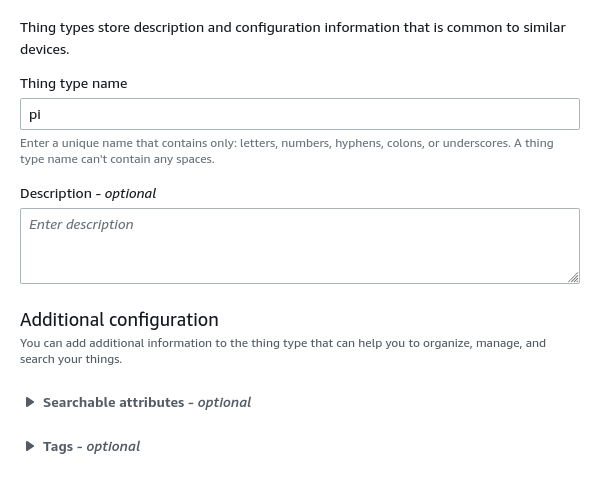 Thing types store description and configuration information that is common to similar
devices.
Thing type name
pi
Enter a unique name that contains only: letters, numbers, hyphens, colons, or underscores. A thing
type name can't contain any spaces.
Description - optional
Enter description
Additional configuration
You can add additional information to the thing type that can help you to organize, manage, and
search your things.
Searchable attributes - optional
Tags - optional